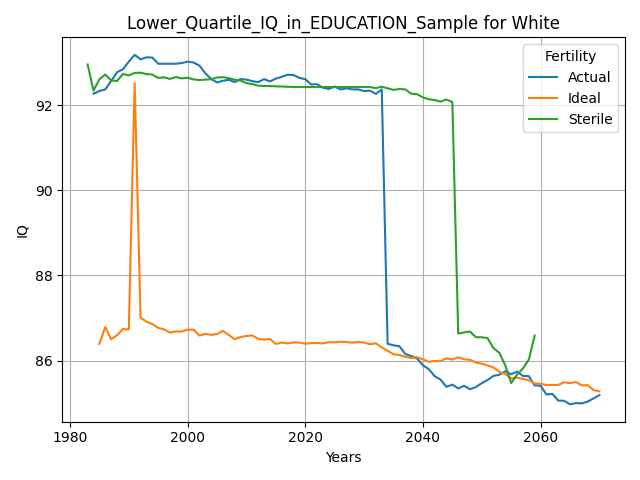 Lower_Quartile_IQ_in_EDUCATION_Sample for White
Fertility
Actual
Ideal
Sterile
IQ
92
90
88
86
1980
2000
2020
2040
2060
Years